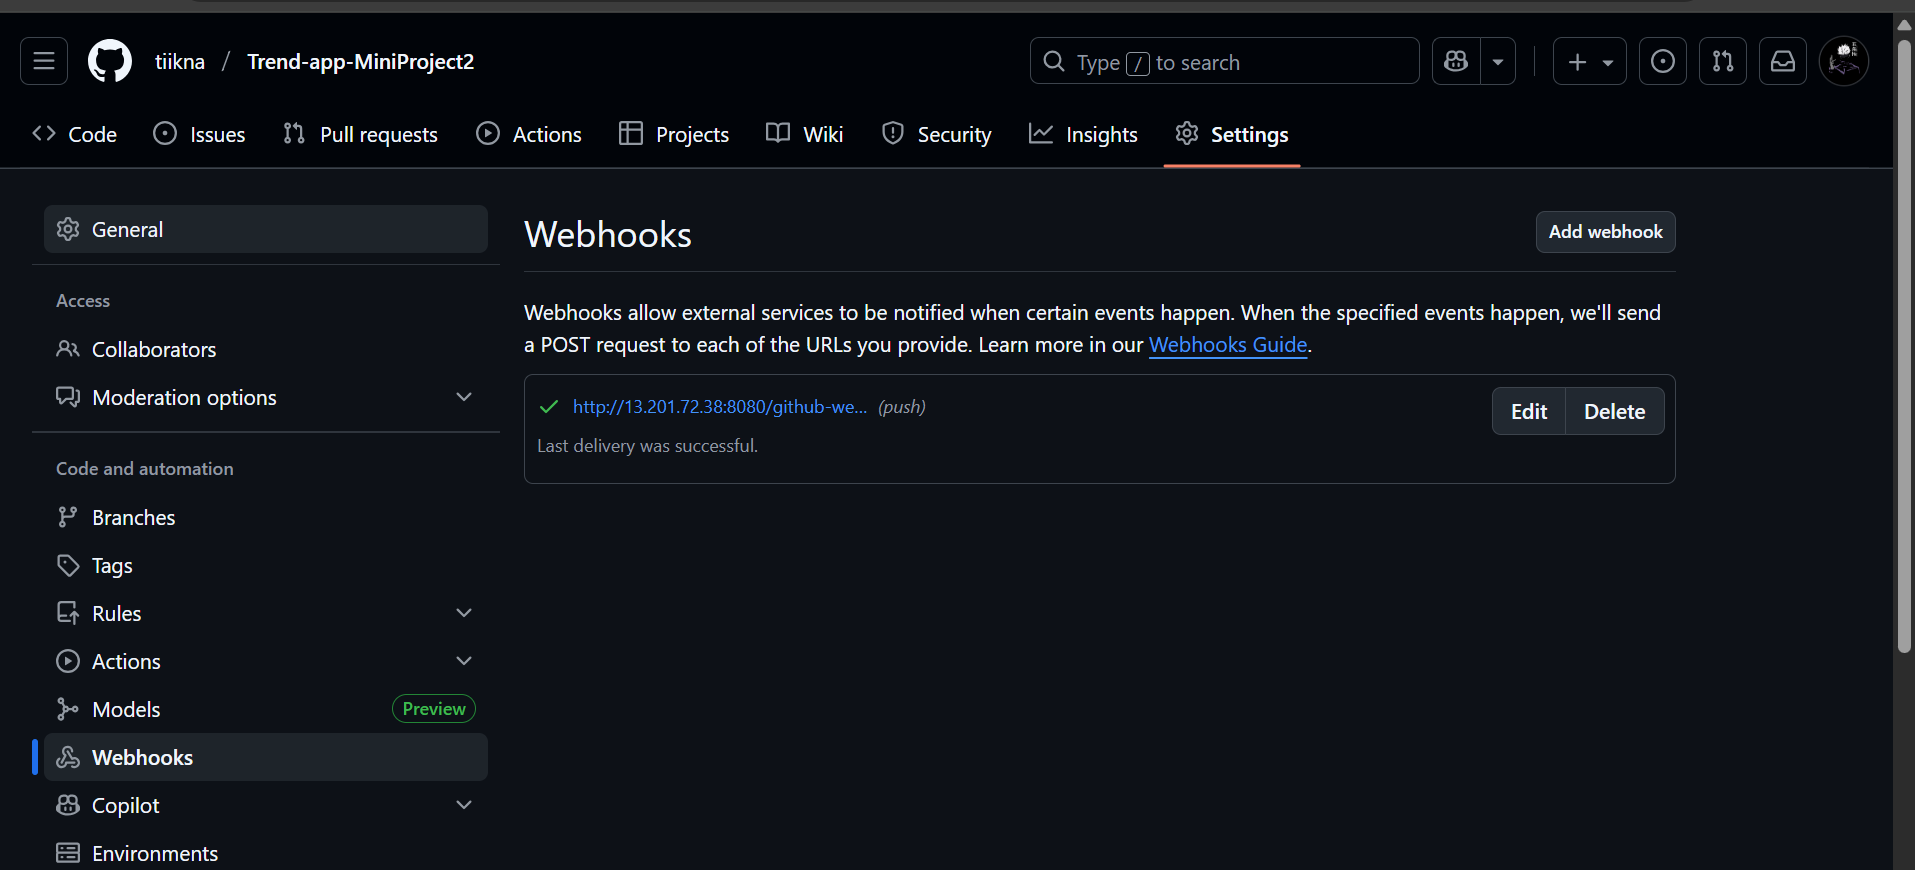 tiikna / Trend-app-MiniProject2
Type / to search
Code
Issues
Pull requests
Actions
Projects
Wiki
Security
Insights
Settings
General
Access
Collaborators
Moderation options
Code and automation
Branches
Tags
Rules
Actions
Models
Preview
Webhooks
Copilot
Environments
Webhooks
Add webhook
Webhooks allow external services to be notified when certain events happen. When the specified events happen, we'll send
a POST request to each of the URLs you provide. Learn more in our Webhooks Guide.
http://13.201.72.38:8080/github-we... (push)
Edit
Delete
Last delivery was successful.